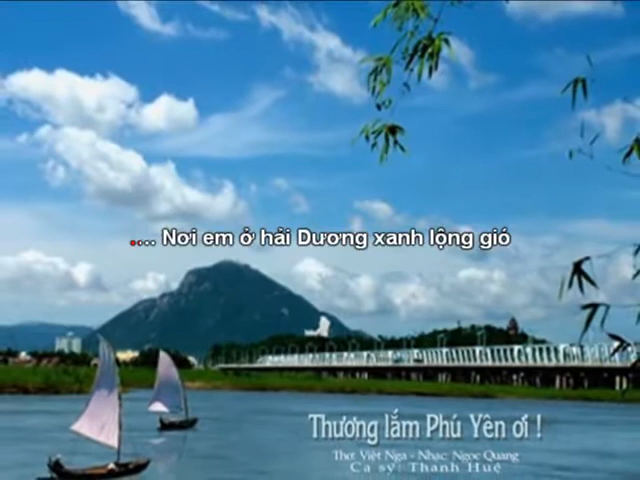 .... Nơi em ở hải Dương xanh lộng gió
Thương lắm Phú Yên ơi !
Thơ: Việt Nga - Nhạc: Ngọc Quang
Ca sỹ: Thanh Huệ